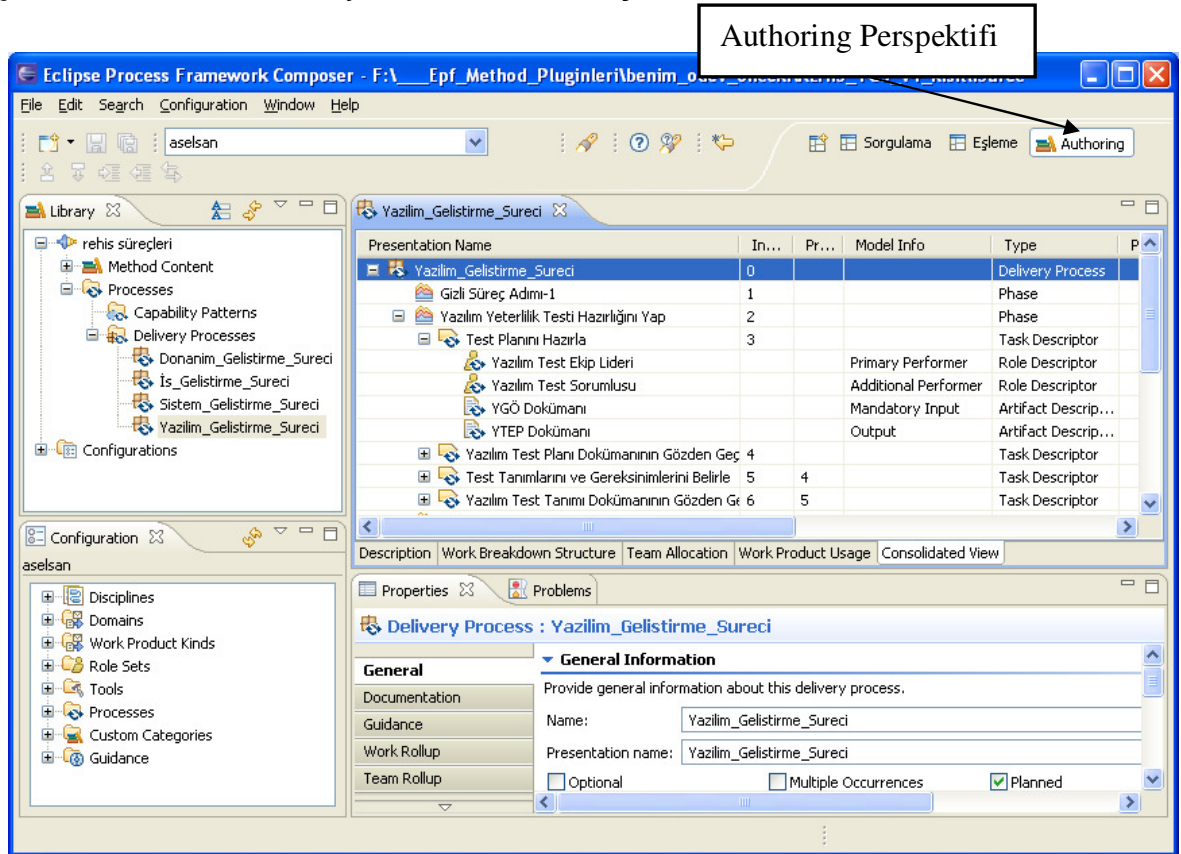 Authoring Perspektifi
Eclipse Process Framework Composer - F:\___Epf_Method_Pluginleri\
File Edit Search Configuration Window Help
aselsan
Sorgulama Eşleme Authoring
Library
rehis süreçleri
Method Content
Processes
Capability Patterns
Delivery Processes
Donanim_Gelistirme_Sureci
İs_Gelistirme_Sureci
Sistem_Gelistirme_Sureci
Yazilim_Gelistirme_Sureci
Configurations
Configuration
aselsan
Disciplines
Domains
Work Product Kinds
Role Sets
Tools
Processes
Custom Categories
Guidance
Yazilim_Gelistirme_Sureci
Presentation Name In... Pr... Model Info Type P
Yazilim_Gelistirme_Sureci 0 Delivery Process
Gizli Süreç Adımı-1 1 Phase
Yazılım Yeterlilik Testi Hazırlığını Yap 2 Phase
Test Planını Hazırla 3 Task Descriptor
Yazılım Test Ekip Lideri Primary Performer Role Descriptor
Yazılım Test Sorumlusu Additional Performer Role Descriptor
YGÖ Dokümanı Mandatory Input Artifact Descrip...
YTEP Dokümanı Output Artifact Descrip...
Yazılım Test Planı Dokümanının Gözden Geç 4 Task Descriptor
Test Tanımlarını ve Gereksinimlerini Belirle 5 4 Task Descriptor
Yazılım Test Tanımı Dokümanının Gözden Ge 6 5 Task Descriptor
Description Work Breakdown Structure Team Allocation Work Product Usage Consolidated View
Properties Problems
Delivery Process : Yazilim_Gelistirme_Sureci
General
Documentation
Guidance
Work Rollup
Team Rollup
General Information
Provide general information about this delivery process.
Name: Yazilim_Gelistirme_Sureci
Presentation name: Yazilim_Gelistirme_Sureci
Optional Multiple Occurrences Planned